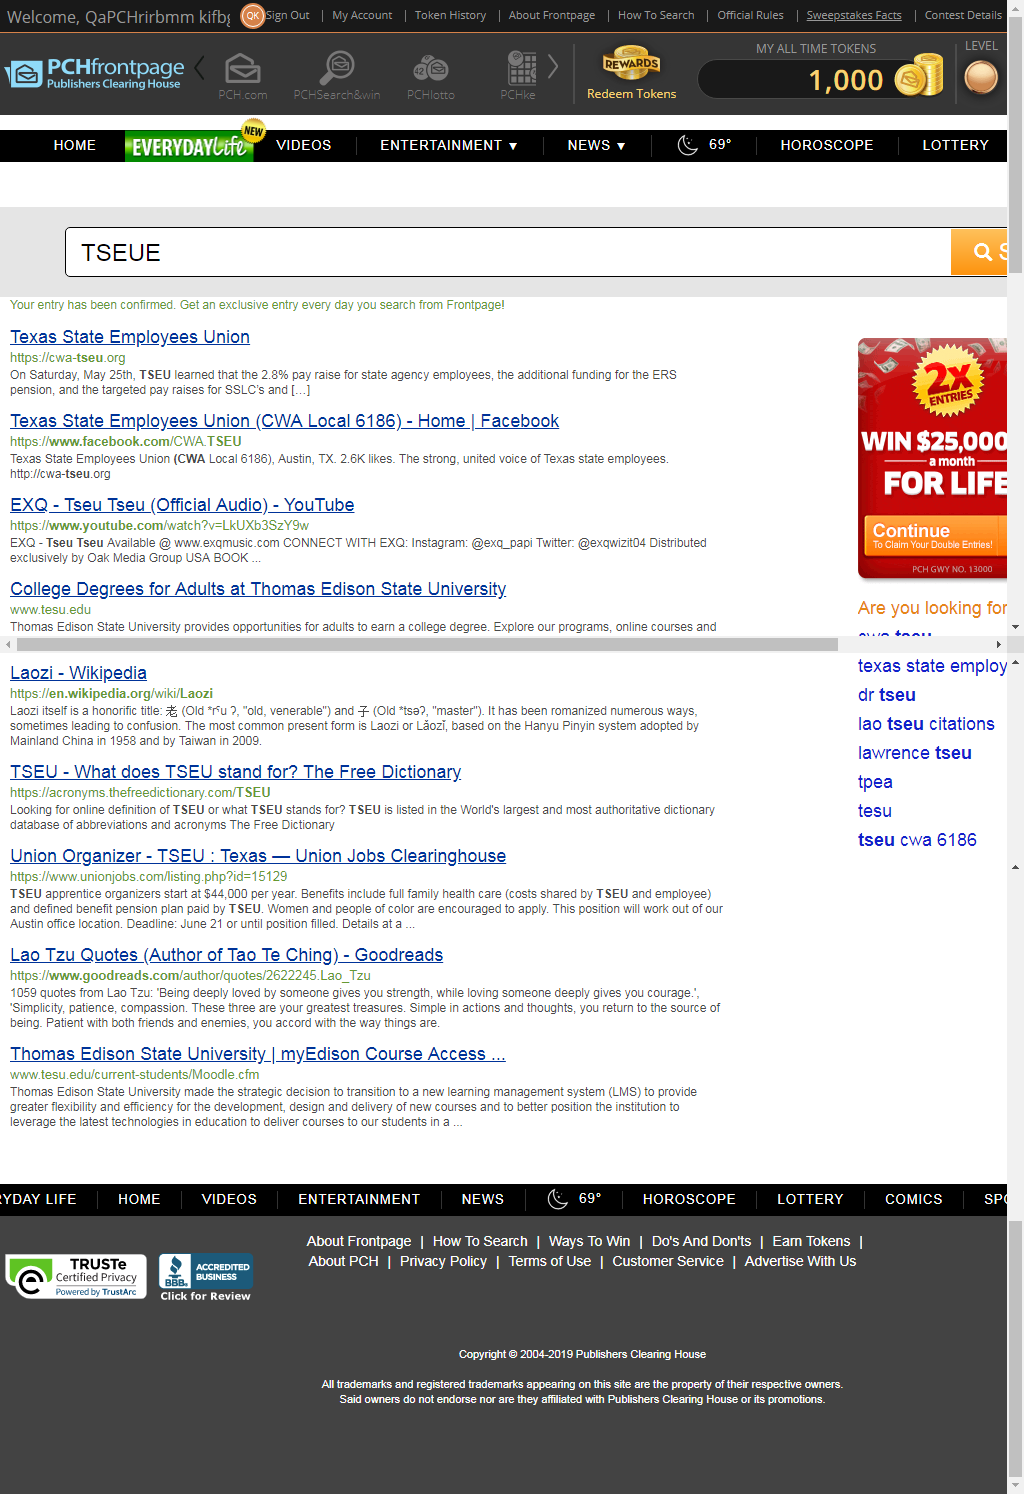 Welcome, QaPCHrirbmm kifbg
QK
Sign Out | My Account | Token History | About Frontpage | How To Search | Official Rules | Sweepstakes Facts | Contest Details
PCHfrontpage
Publishers Clearing House
PCH.com
PCHSearch&win
PCHlotto
PCHke
REWARDS
Redeem Tokens
MY ALL TIME TOKENS
1,000
LEVEL
HOME
EVERYDAY Life
NEW
VIDEOS
ENTERTAINMENT ▼
NEWS ▼
69°
HOROSCOPE
LOTTERY
TSEUE
Your entry has been confirmed. Get an exclusive entry every day you search from Frontpage!
Texas State Employees Union
https://cwa-tseu.org
On Saturday, May 25th, TSEU learned that the 2.8% pay raise for state agency employees, the additional funding for the ERS
pension, and the targeted pay raises for SSLC's and […]
Texas State Employees Union (CWA Local 6186) - Home | Facebook
https://www.facebook.com/CWA.TSEU
Texas State Employees Union (CWA Local 6186), Austin, TX. 2.6K likes. The strong, united voice of Texas state employees.
http://cwa-tseu.org
EXQ - Tseu Tseu (Official Audio) - YouTube
https://www.youtube.com/watch?v=LkUXb3SzY9w
EXQ - Tseu Tseu Available @ www.exqmusic.com CONNECT WITH EXQ: Instagram: @exq_papi Twitter: @exqwizit04 Distributed
exclusively by Oak Media Group USA BOOK ...
College Degrees for Adults at Thomas Edison State University
www.tesu.edu
Thomas Edison State University provides opportunities for adults to earn a college degree. Explore our programs, online courses and
2X
ENTRIES
WIN $25,000
a month
FOR LIFE
Continue
To Claim Your Double Entries!
PCH GWY NO. 13000
Are you looking for
cwa tseu
texas state employ
dr tseu
lao tseu citations
lawrence tseu
tpea
tesu
tseu cwa 6186
Laozi - Wikipedia
https://en.wikipedia.org/wiki/Laozi
Laozi itself is a honorific title: 老 (Old *rˤu ʔ, "old, venerable") and 子 (Old *tsəʔ, "master"). It has been romanized numerous ways,
sometimes leading to confusion. The most common present form is Laozi or Lǎozǐ, based on the Hanyu Pinyin system adopted by
Mainland China in 1958 and by Taiwan in 2009.
TSEU - What does TSEU stand for? The Free Dictionary
https://acronyms.thefreedictionary.com/TSEU
Looking for online definition of TSEU or what TSEU stands for? TSEU is listed in the World's largest and most authoritative dictionary
database of abbreviations and acronyms The Free Dictionary
Union Organizer - TSEU : Texas — Union Jobs Clearinghouse
https://www.unionjobs.com/listing.php?id=15129
TSEU apprentice organizers start at $44,000 per year. Benefits include full family health care (costs shared by TSEU and employee)
and defined benefit pension plan paid by TSEU. Women and people of color are encouraged to apply. This position will work out of our
Austin office location. Deadline: June 21 or until position filled. Details at a ...
Lao Tzu Quotes (Author of Tao Te Ching) - Goodreads
https://www.goodreads.com/author/quotes/2622245.Lao_Tzu
1059 quotes from Lao Tzu: 'Being deeply loved by someone gives you strength, while loving someone deeply gives you courage.',
'Simplicity, patience, compassion. These three are your greatest treasures. Simple in actions and thoughts, you return to the source of
being. Patient with both friends and enemies, you accord with the way things are.
Thomas Edison State University | myEdison Course Access ...
www.tesu.edu/current-students/Moodle.cfm
Thomas Edison State University made the strategic decision to transition to a new learning management system (LMS) to provide
greater flexibility and efficiency for the development, design and delivery of new courses and to better position the institution to
leverage the latest technologies in education to deliver courses to our students in a ...
RYDAY LIFE | HOME | VIDEOS | ENTERTAINMENT | NEWS | 69° | HOROSCOPE | LOTTERY | COMICS | SPO
About Frontpage | How To Search | Ways To Win | Do's And Don'ts | Earn Tokens |
About PCH | Privacy Policy | Terms of Use | Customer Service | Advertise With Us
TRUSTe
Certified Privacy
Powered by TrustArc
BBB
ACCREDITED
BUSINESS
Click for Review
Copyright © 2004-2019 Publishers Clearing House
All trademarks and registered trademarks appearing on this site are the property of their respective owners.
Said owners do not endorse nor are they affiliated with Publishers Clearing House or its promotions.